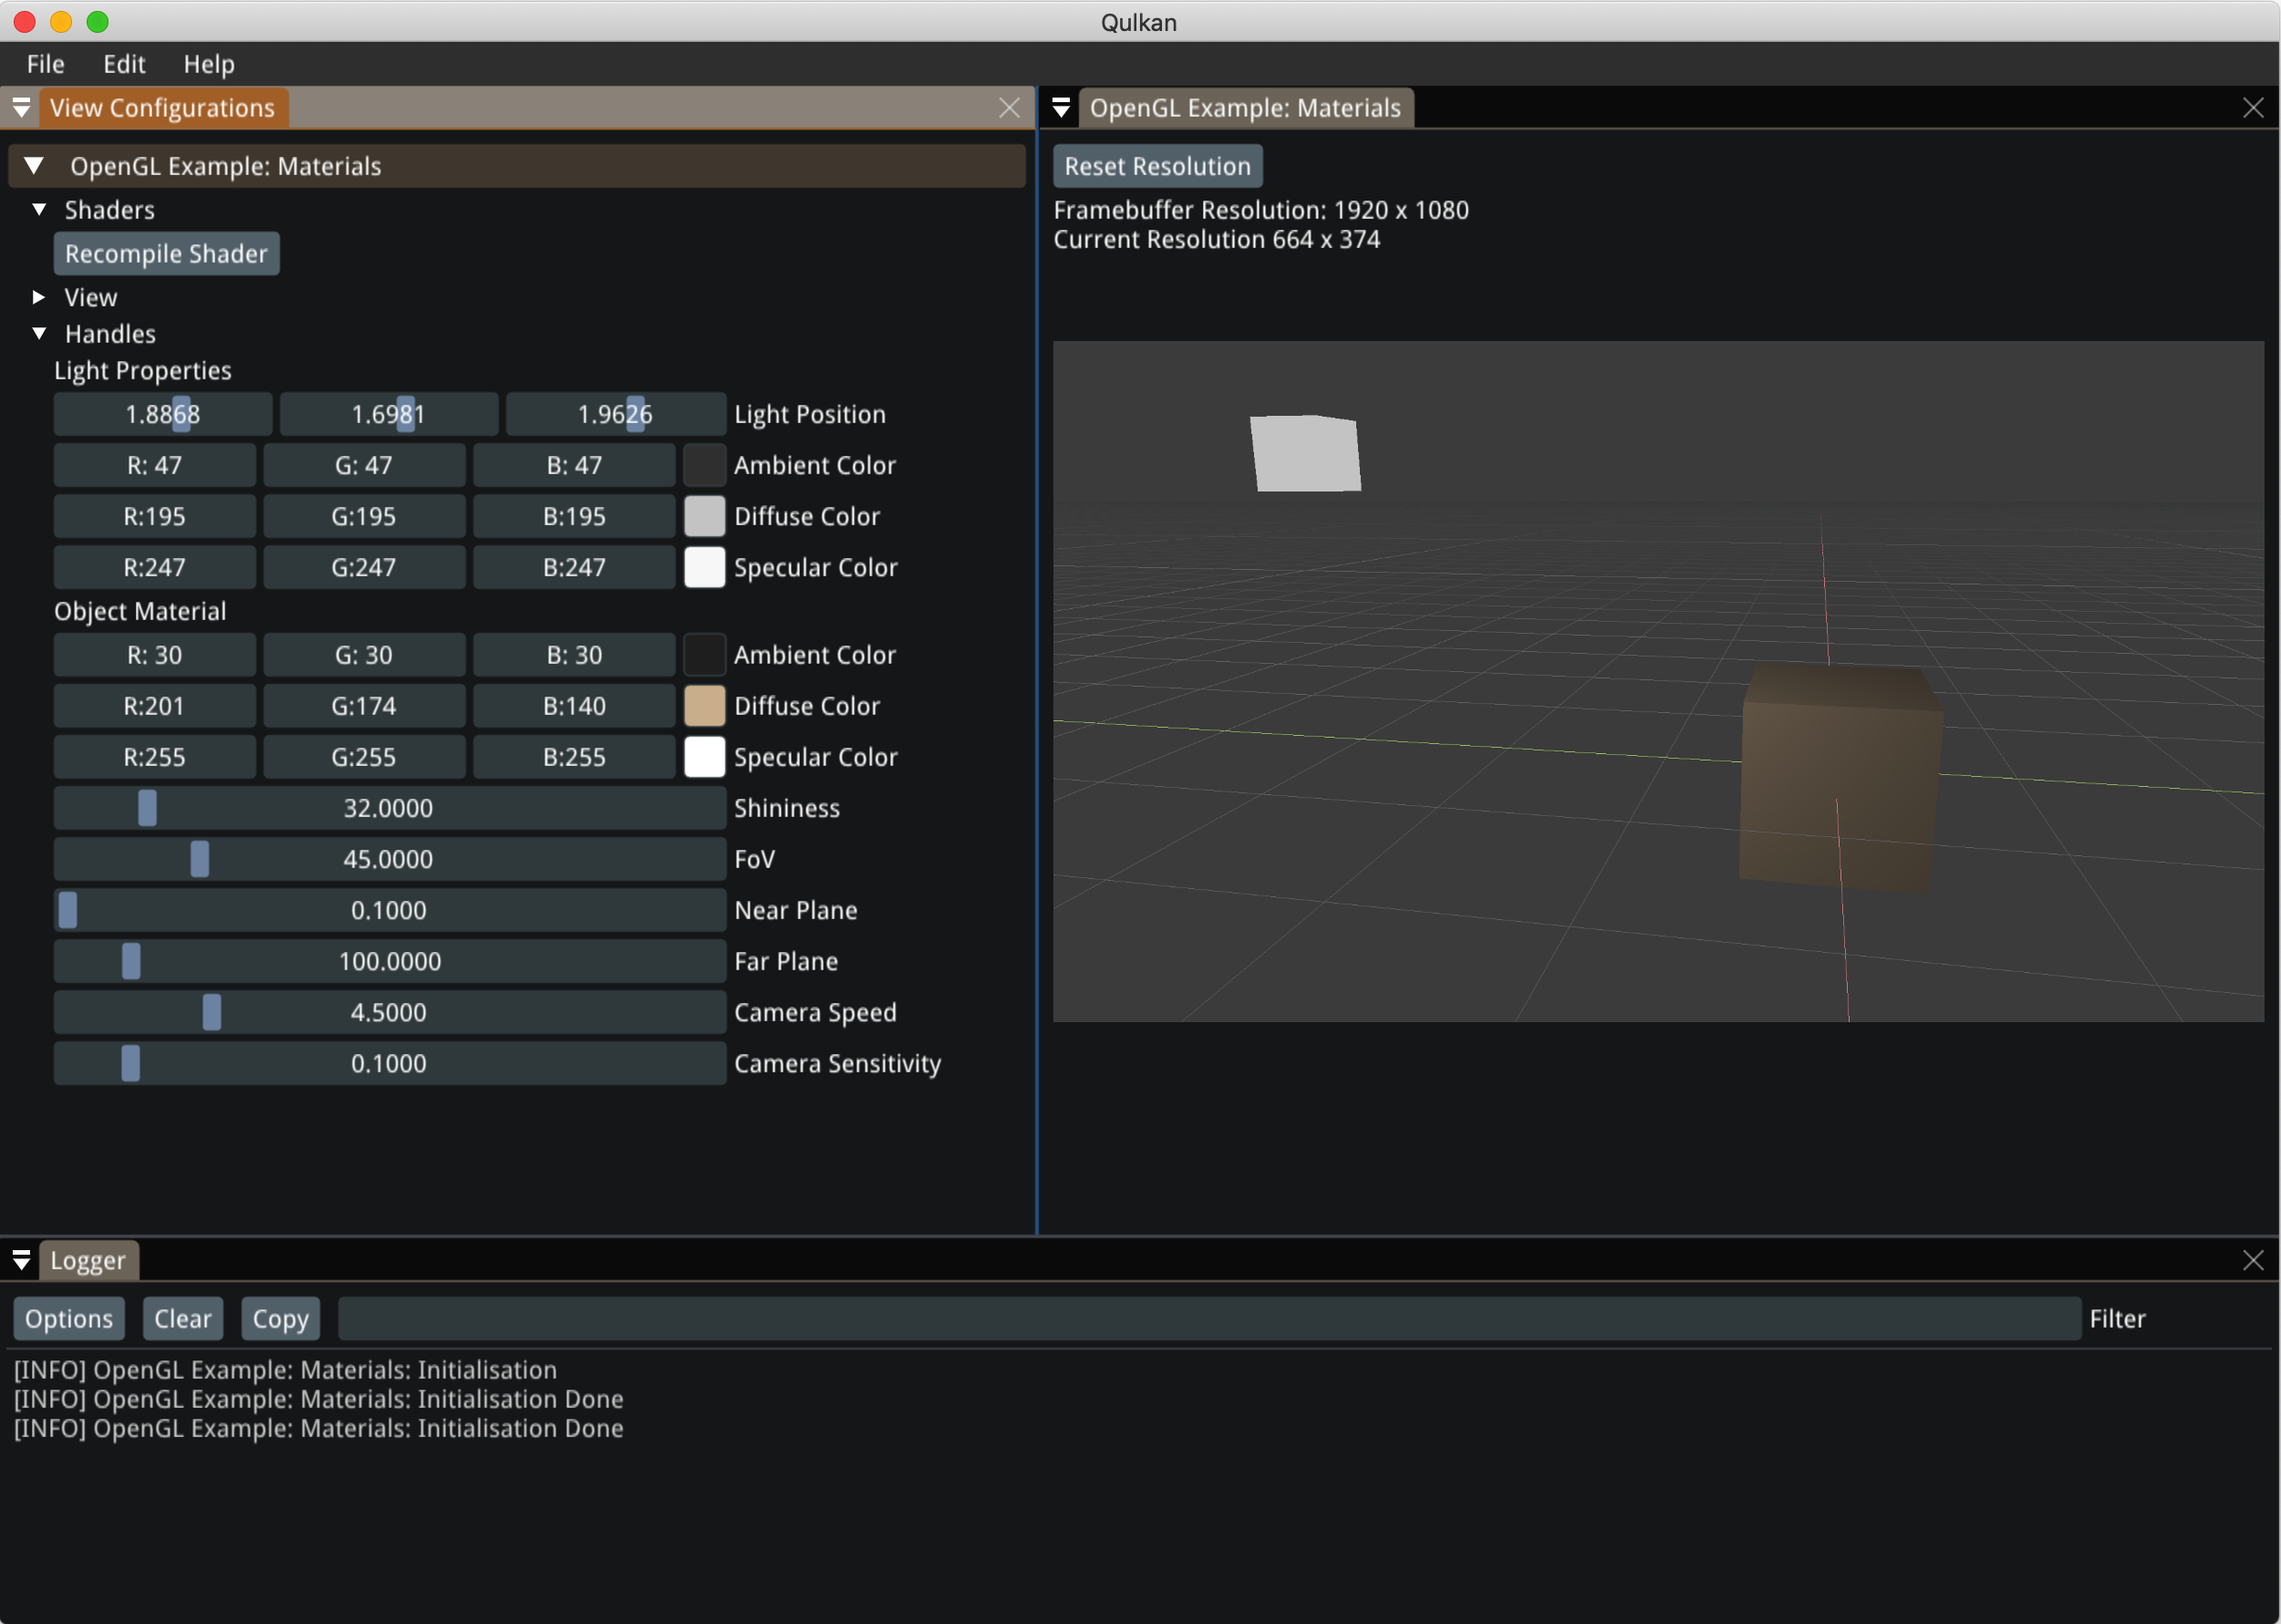 Qulkan
File Edit Help
View Configurations
OpenGL Example: Materials
Shaders
Recompile Shader
View
Handles
Light Properties
1.8868 1.6981 1.9626 Light Position
R: 47 G: 47 B: 47 Ambient Color
R:195 G:195 B:195 Diffuse Color
R:247 G:247 B:247 Specular Color
Object Material
R: 30 G: 30 B: 30 Ambient Color
R:201 G:174 B:140 Diffuse Color
R:255 G:255 B:255 Specular Color
32.0000 Shininess
45.0000 FoV
0.1000 Near Plane
100.0000 Far Plane
4.5000 Camera Speed
0.1000 Camera Sensitivity
OpenGL Example: Materials
Reset Resolution
Framebuffer Resolution: 1920 x 1080
Current Resolution 664 x 374
Logger
Options Clear Copy Filter
[INFO] OpenGL Example: Materials: Initialisation
[INFO] OpenGL Example: Materials: Initialisation Done
[INFO] OpenGL Example: Materials: Initialisation Done